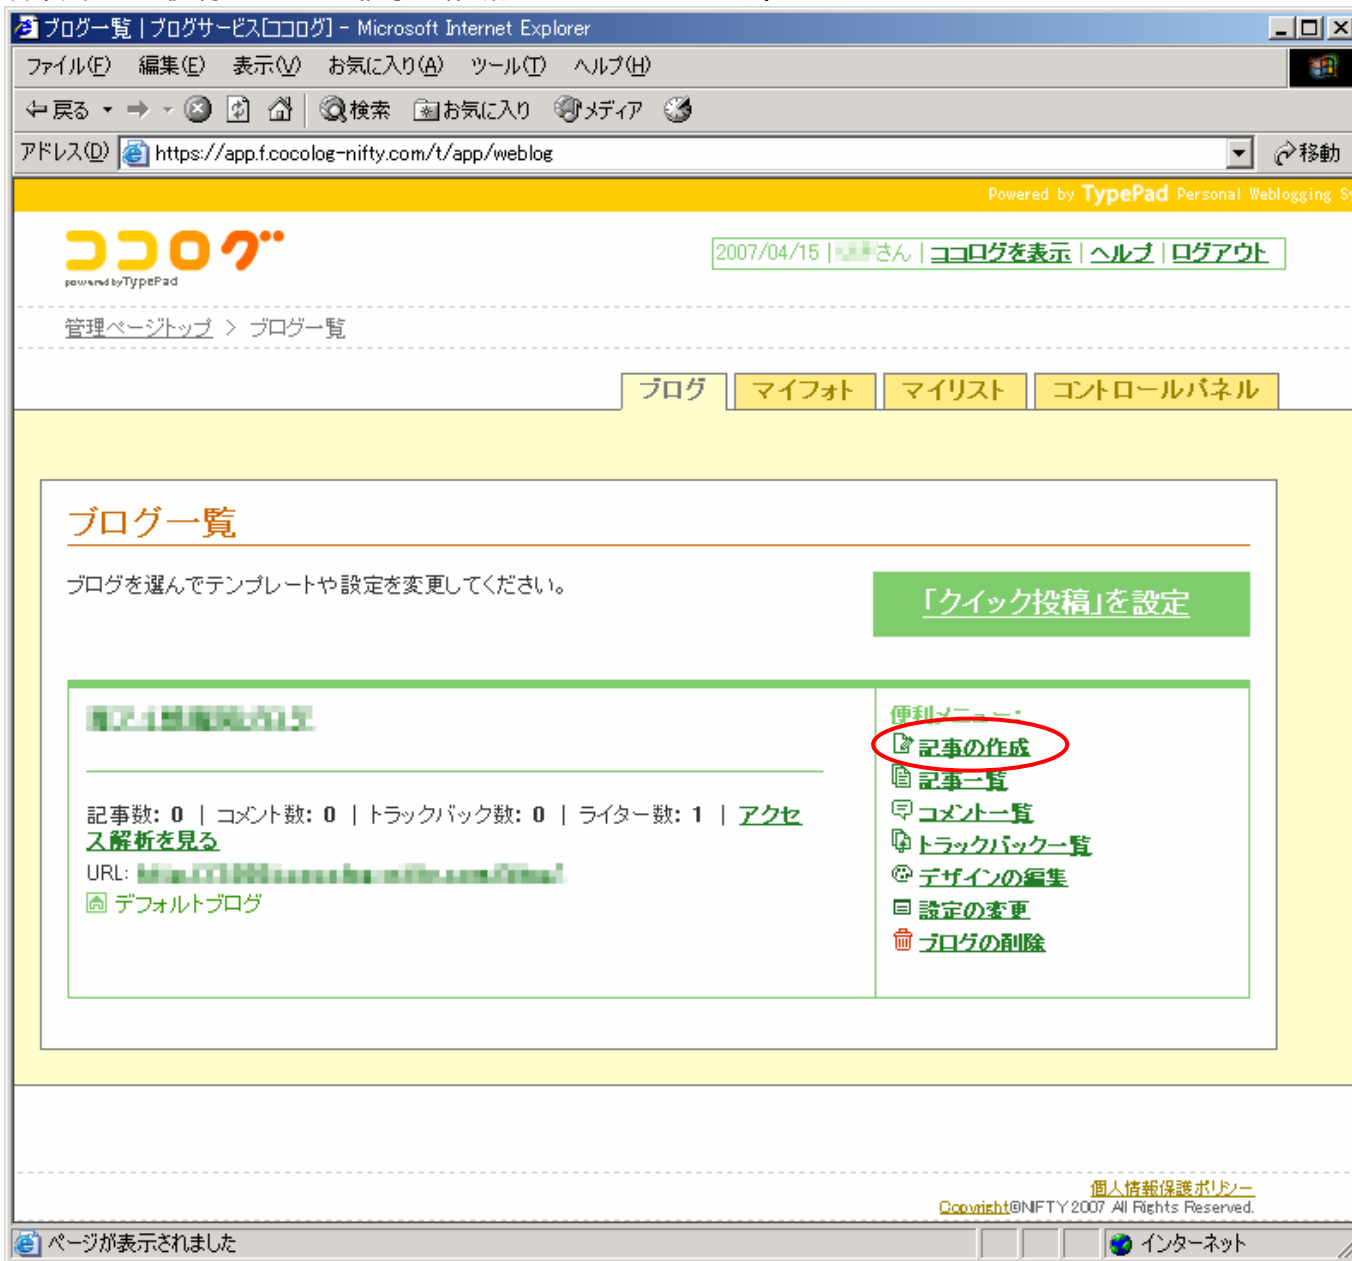 ブログ一覧 | ブログサービス[ココログ] - Microsoft Internet Explorer
ファイル(F) 編集(E) 表示(V) お気に入り(A) ツール(T) ヘルプ(H)
戻る 検索 お気に入り メディア
アドレス(D) https://app.f.cocolog-nifty.com/t/app/weblog 移動
Powered by TypePad Personal Weblogging
ココログ
powered by TypePad
2007/04/15 | さん | ココログを表示 | ヘルプ | ログアウト
管理ページトップ > ブログ一覧
ブログ マイフォト マイリスト コントロールパネル
ブログ一覧
ブログを選んでテンプレートや設定を変更してください。
「クイック投稿」を設定
便利メニュー:
記事の作成
記事一覧
コメント一覧
トラックバック一覧
デザインの編集
設定の変更
ブログの削除
記事数: 0 | コメント数: 0 | トラックバック数: 0 | ライター数: 1 | アクセ
ス解析を見る
URL:
デフォルトブログ
個人情報保護ポリシー
Copyright©NIFTY 2007 All Rights Reserved.
ページが表示されました インターネット